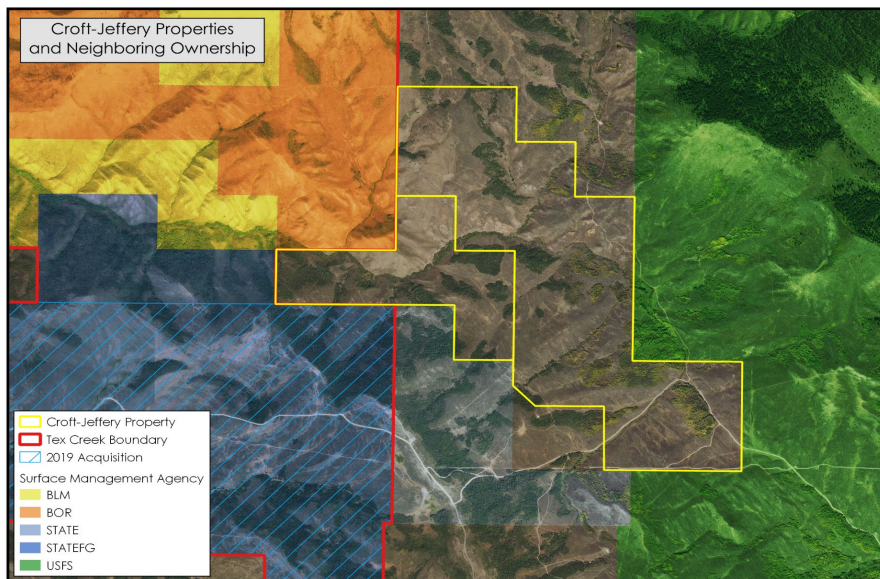 Croft-Jeffery Properties
and Neighboring Ownership
Croft-Jeffery Property
Tex Creek Boundary
2019 Acquisition
Surface Management Agency
BLM
BOR
STATE
STATEFG
USFS